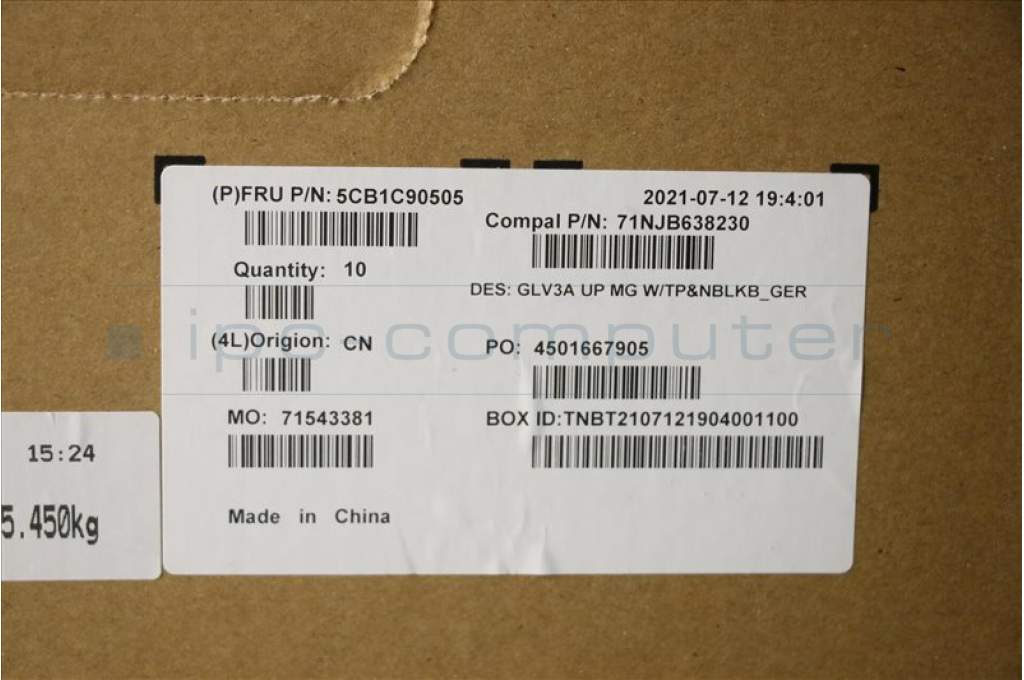 (P)FRU P/N: 5CB1C90505
2021-07-12 19:4:01
Compal P/N: 71NJB638230
Quantity: 10
DES: GLV3A UP MG W/TP&NBLKB_GER
ipc computer
(4L)Origion: CN
PO: 4501667905
MO: 71543381
BOX ID:TNBT2107121904001100
Made in China
15:24
5.450kg